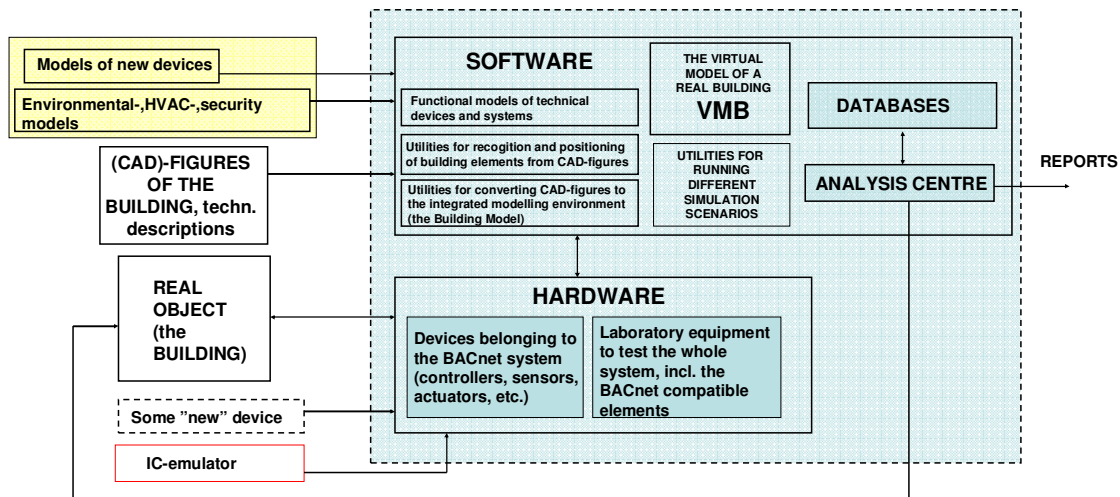 Models of new devices
Environmental-,HVAC-,security
models
(CAD)-FIGURES
OF THE
BUILDING, techn.
descriptions
REAL
OBJECT
(the
BUILDING)
Some ”new” device
IC-emulator
SOFTWARE
Functional models of technical
devices and systems
Utilities for recogition and positioning
of building elements from CAD-figures
Utilities for converting CAD-figures to
the integrated modelling environment
(the Building Model)
THE VIRTUAL
MODEL OF A
REAL BUILDING
VMB
UTILITIES FOR
RUNNING
DIFFERENT
SIMULATION
SCENARIOS
DATABASES
ANALYSIS CENTRE
REPORTS
HARDWARE
Devices belonging to
the BACnet system
(controllers, sensors,
actuators, etc.)
Laboratory equipment
to test the whole
system, incl. the
BACnet compatible
elements